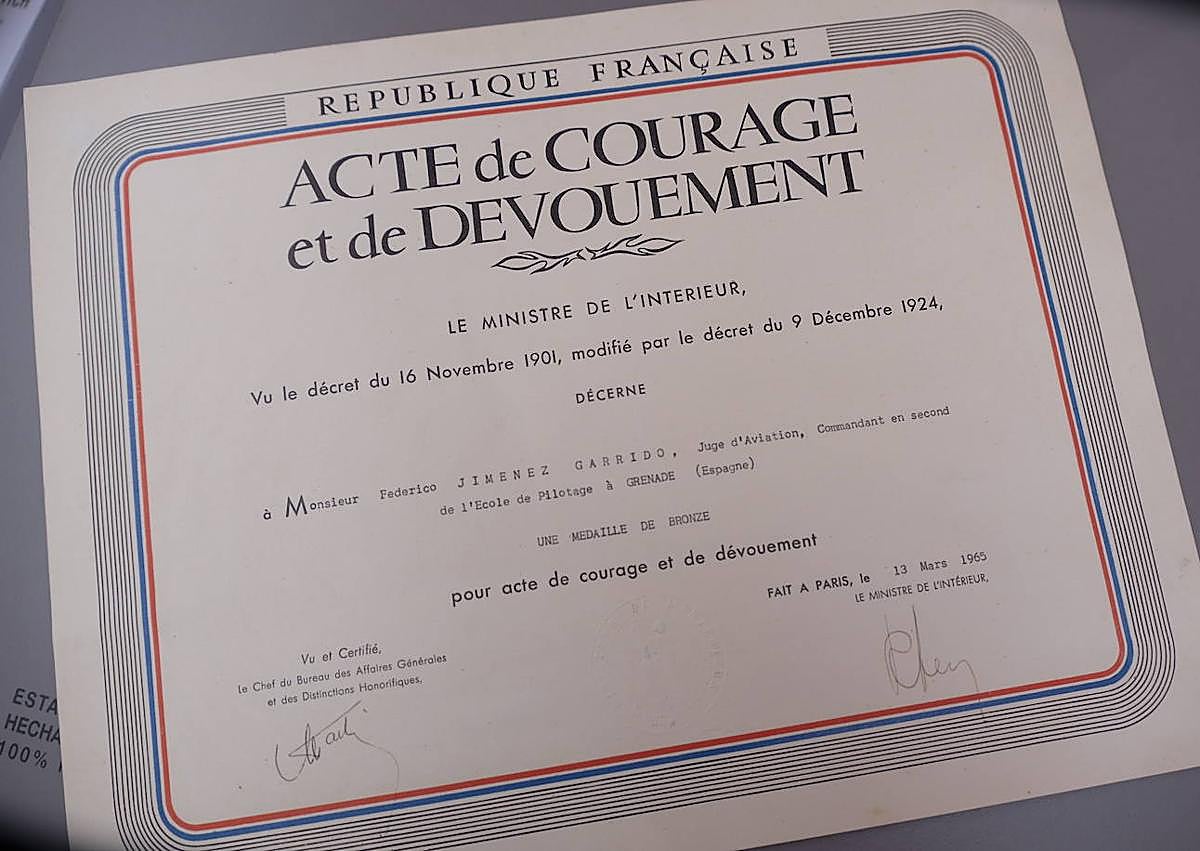 REPUBLIQUE FRANÇAISE
ACTE de COURAGE
et de DEVOUEMENT
LE MINISTRE DE L'INTERIEUR,
Vu le décret du 16 Novembre 1901, modifié par le décret du 9 Décembre 1924,
DÉCERNE
à Monsieur Federico JIMENEZ GARRIDO, Juge d'Aviation, Commandant en second
de l'Ecole de Pilotage à GRENADE (Espagne)
UNE MEDAILLE DE BRONZE
pour acte de courage et de dévouement
FAIT A PARIS, le 13 Mars 1965
LE MINISTRE DE L'INTÉRIEUR,
Vu et Certifié,
Le Chef du Bureau des Affaires Générales
et des Distinctions Honorifiques,
ESTA
HECHA
100%